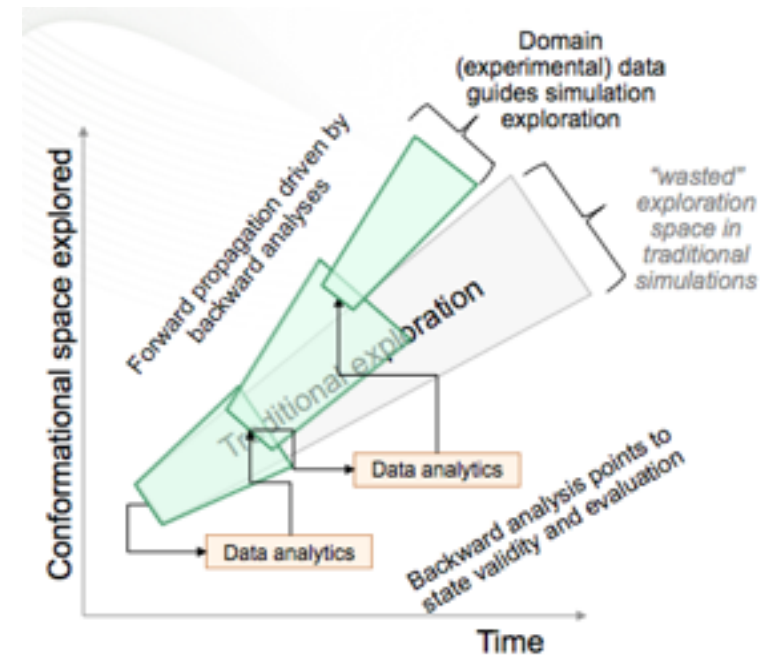 Domain
(experimental) data
guides simulation
exploration
Forward propagation driven by
backward analyses
"wasted"
exploration
space in
traditional
simulations
Conformational space explored
Traditional exploration
Data analytics
Data analytics
Backward analysis points to
state validity and evaluation
Time